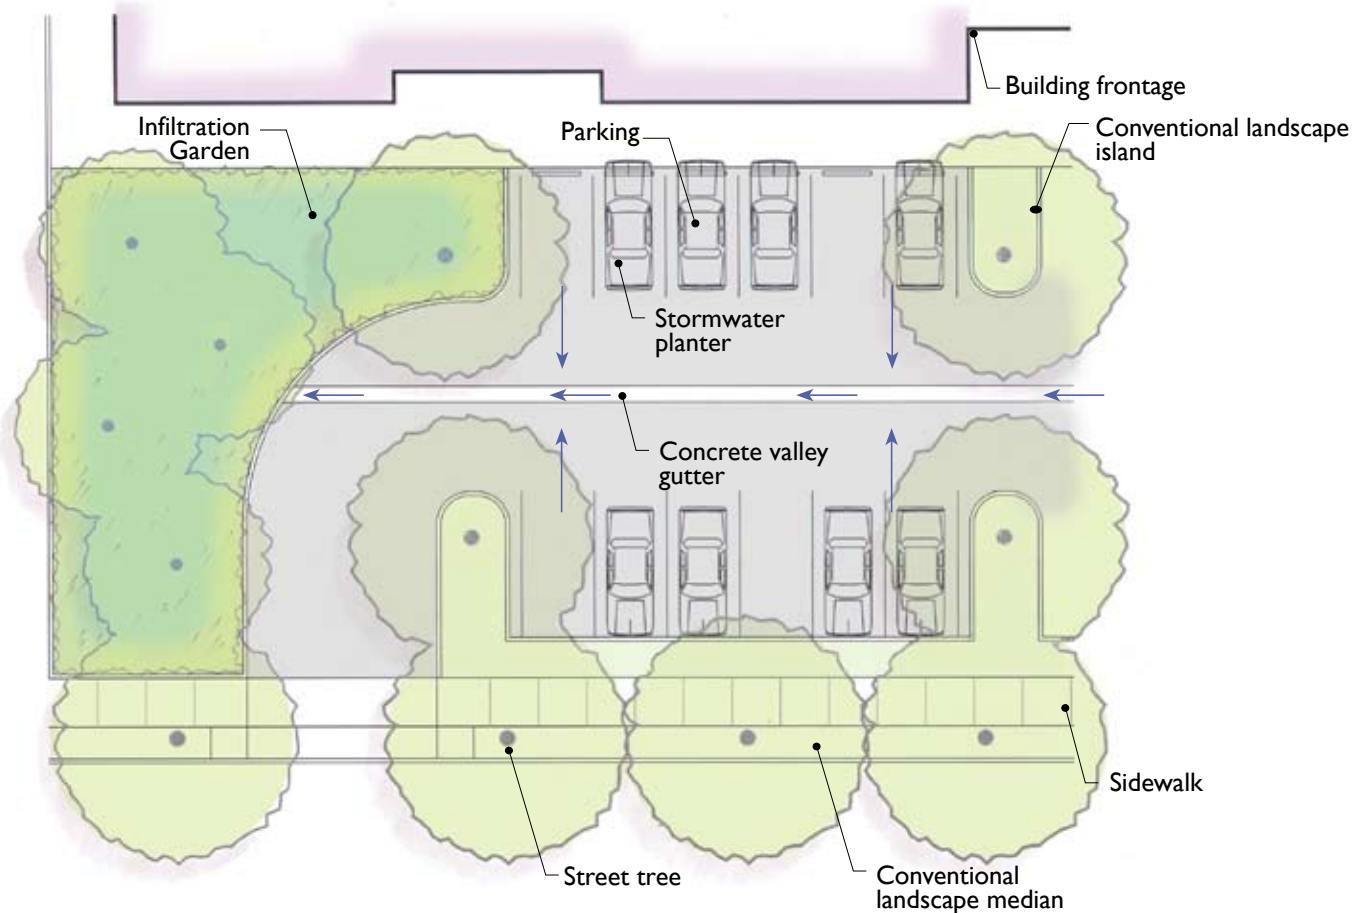 Building frontage
Infiltration
Garden
Parking
Conventional landscape
island
Stormwater
planter
Concrete valley
gutter
Sidewalk
Street tree
Conventional
landscape median